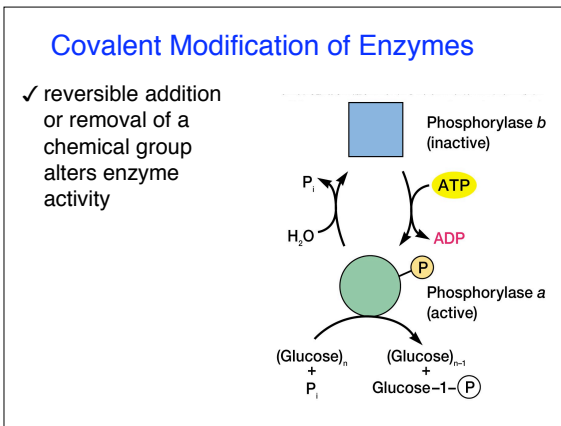 Covalent Modification of Enzymes
✓ reversible addition
or removal of a
chemical group
alters enzyme
activity
Phosphorylase b
(inactive)
Pᵢ
ATP
H₂O
ADP
P
Phosphorylase a
(active)
(Glucose)ₙ
+
Pᵢ
(Glucose)ₙ₋₁
+
Glucose–1–P